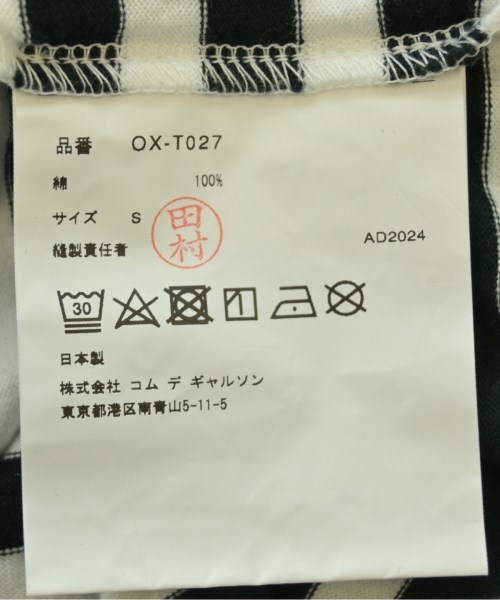 品番 OX-T027
綿 100%
サイズ S
田村
縫製責任者
AD2024
30
日本製
株式会社 コム デ ギャルソン
東京都港区南青山5-11-5